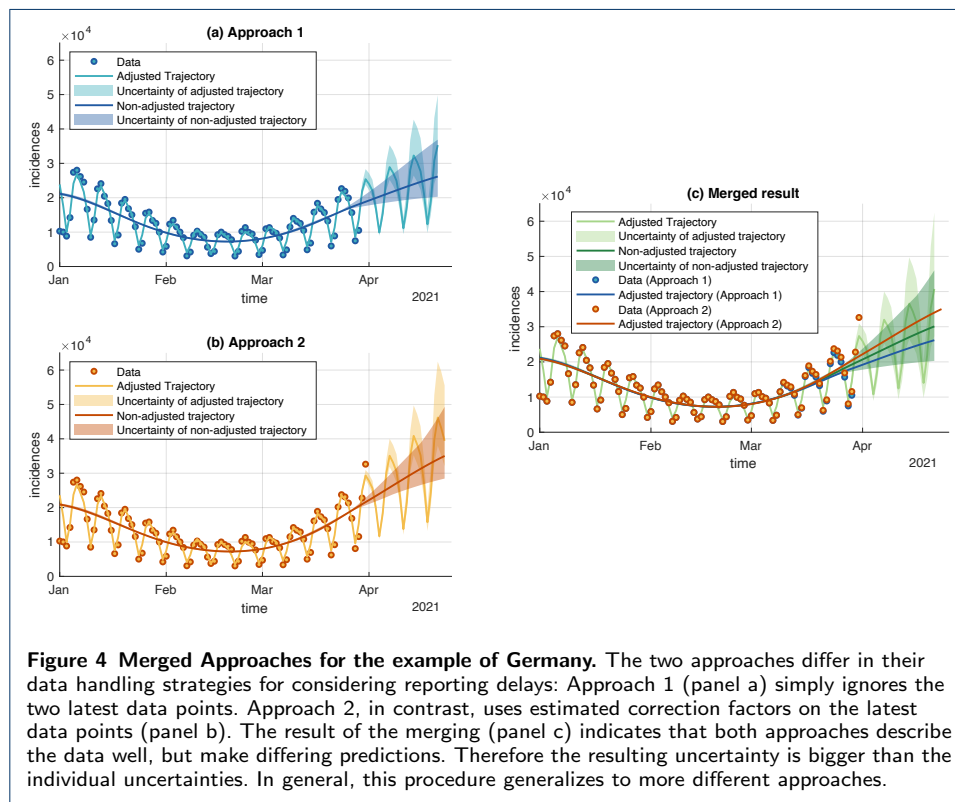 (a) Approach 1
×10⁴
6
5
4
3
2
1
0
incidences
Data
Adjusted Trajectory
Uncertainty of adjusted trajectory
Non-adjusted trajectory
Uncertainty of non-adjusted trajectory
Jan Feb Mar Apr
time
2021
(b) Approach 2
×10⁴
6
5
4
3
2
1
0
incidences
Data
Adjusted Trajectory
Uncertainty of adjusted trajectory
Non-adjusted trajectory
Uncertainty of non-adjusted trajectory
Jan Feb Mar Apr
time
2021
(c) Merged result
×10⁴
6
5
4
3
2
1
0
incidences
Adjusted Trajectory
Uncertainty of adjusted trajectory
Non-adjusted trajectory
Uncertainty of non-adjusted trajectory
Data (Approach 1)
Adjusted trajectory (Approach 1)
Data (Approach 2)
Adjusted trajectory (Approach 2)
Jan Feb Mar Apr
time
2021
Figure 4 Merged Approaches for the example of Germany. The two approaches differ in their
data handling strategies for considering reporting delays: Approach 1 (panel a) simply ignores the
two latest data points. Approach 2, in contrast, uses estimated correction factors on the latest
data points (panel b). The result of the merging (panel c) indicates that both approaches describe
the data well, but make differing predictions. Therefore the resulting uncertainty is bigger than the
individual uncertainties. In general, this procedure generalizes to more different approaches.